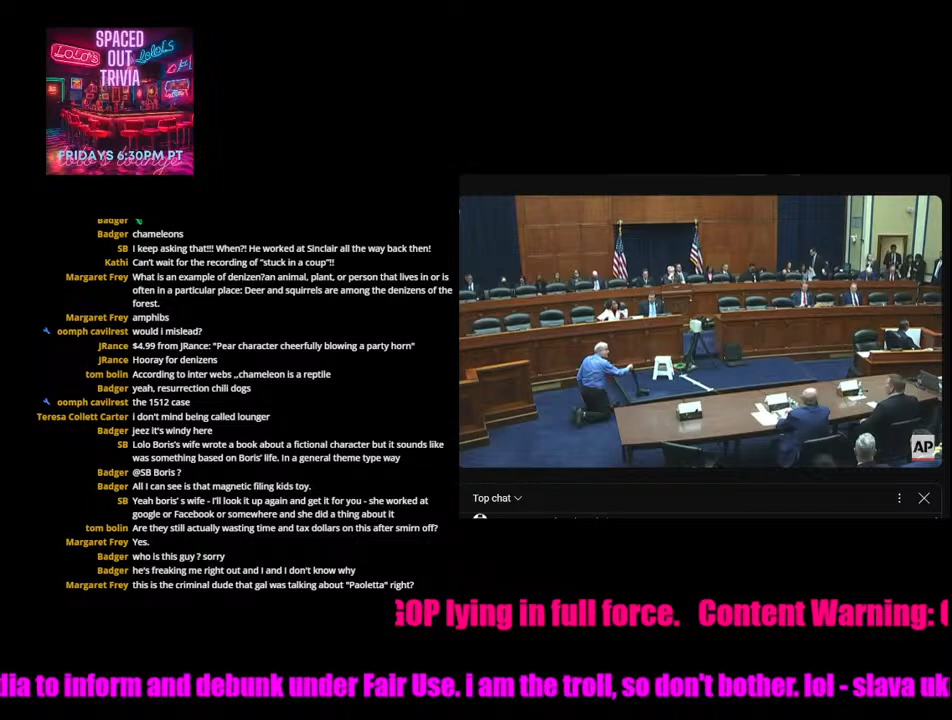 SPACED
OUT
TRIVIA
LOLO'S
LOLO'S
FRIDAYS 6:30PM PT
lolo's lounge
Badger
Badger chameleons
SB I keep asking that!!! When?! He worked at Sinclair all the way back then!
Kathi Can't wait for the recording of "stuck in a coup"!!
Margaret Frey What is an example of denizen?an animal, plant, or person that lives in or is
often in a particular place: Deer and squirrels are among the denizens of the
forest.
Margaret Frey amphibs
oomph cavilrest would i mislead?
JRance $4.99 from JRance: "Pear character cheerfully blowing a party horn"
JRance Hooray for denizens
tom bolin According to inter webs ,,chameleon is a reptile
Badger yeah, resurrection chili dogs
oomph cavilrest the 1512 case
Teresa Collett Carter i don't mind being called lounger
Badger jeez it's windy here
SB Lolo Boris's wife wrote a book about a fictional character but it sounds like
was something based on Boris' life. In a general theme type way
Badger @SB Boris ?
Badger All I can see is that magnetic filing kids toy.
SB Yeah boris' s wife - I'll look it up again and get it for you - she worked at
google or Facebook or somewhere and she did a thing about it
tom bolin Are they still actually wasting time and tax dollars on this after smirn off?
Margaret Frey Yes.
Badger who is this guy ? sorry
Badger he's freaking me right out and I and I don't know why
Margaret Frey this is the criminal dude that gal was talking about "Paoletta" right?
AP
Top chat
GOP lying in full force. Content Warning:
dia to inform and debunk under Fair Use. i am the troll, so don't bother. lol - slava uk